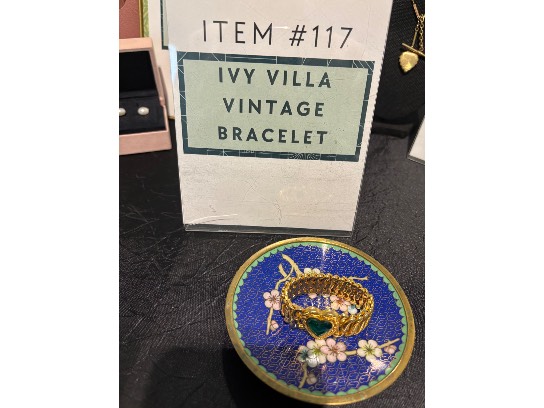 ITEM #117
IVY VILLA
VINTAGE
BRACELET